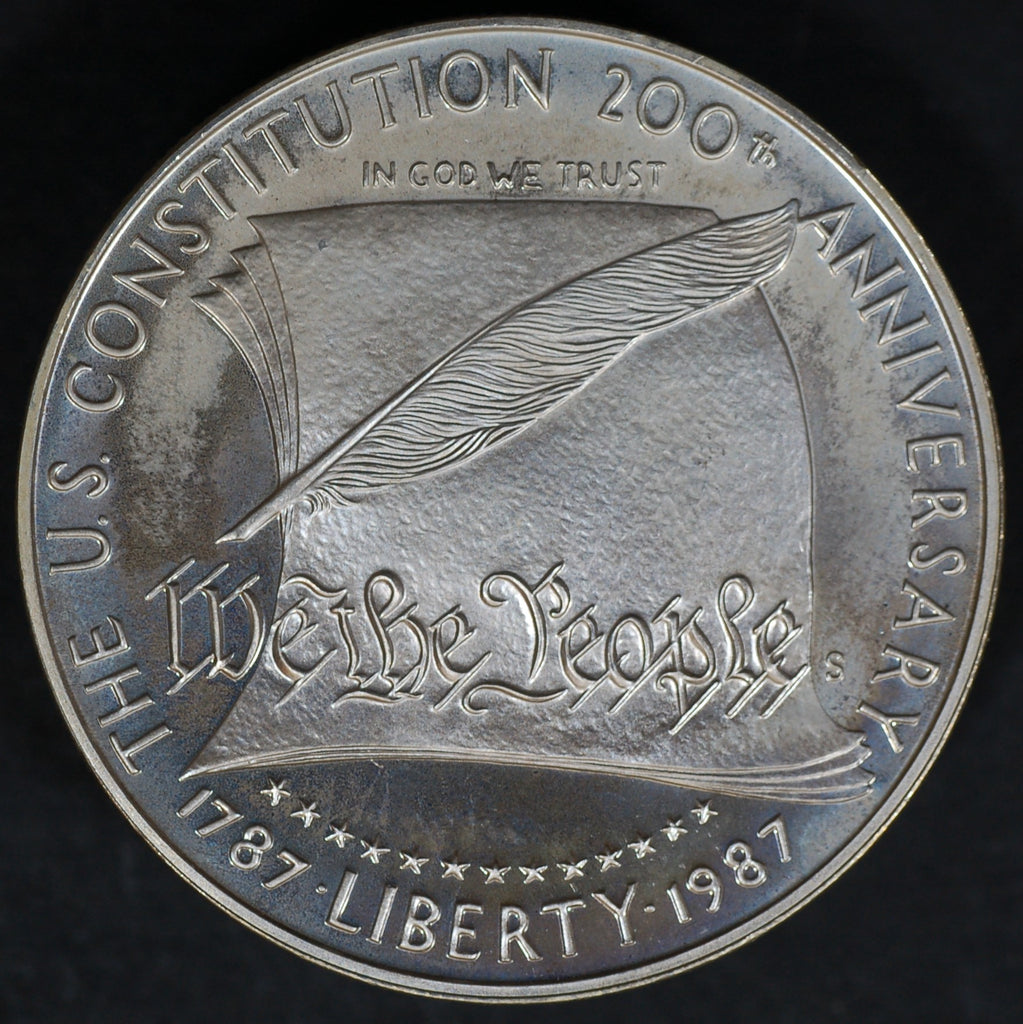 THE U.S. CONSTITUTION 200th ANNIVERSARY
IN GOD WE TRUST
We the People
S
1787 · LIBERTY · 1987